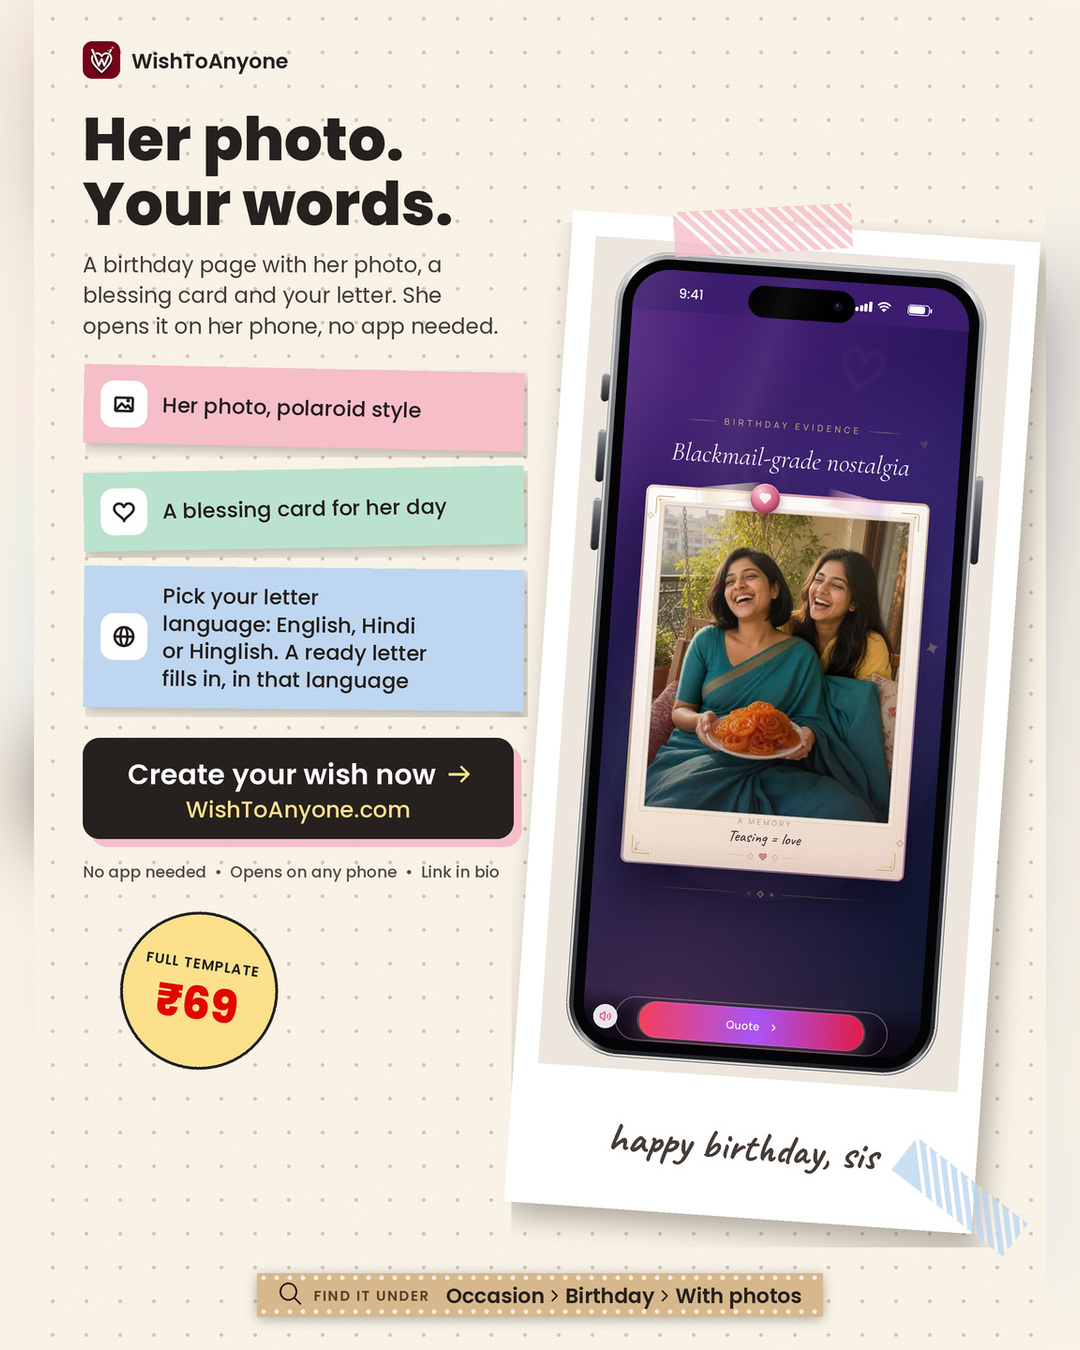 WishToAnyone
Her photo.
Your words.
A birthday page with her photo, a
blessing card and your letter. She
opens it on her phone, no app needed.
Her photo, polaroid style
A blessing card for her day
Pick your letter
language: English, Hindi
or Hinglish. A ready letter
fills in, in that language
Create your wish now →
WishToAnyone.com
No app needed • Opens on any phone • Link in bio
FULL TEMPLATE
₹69
9:41
BIRTHDAY EVIDENCE
Blackmail-grade nostalgia
A MEMORY
Teasing = love
Quote >
happy birthday, sis
FIND IT UNDER Occasion > Birthday > With photos